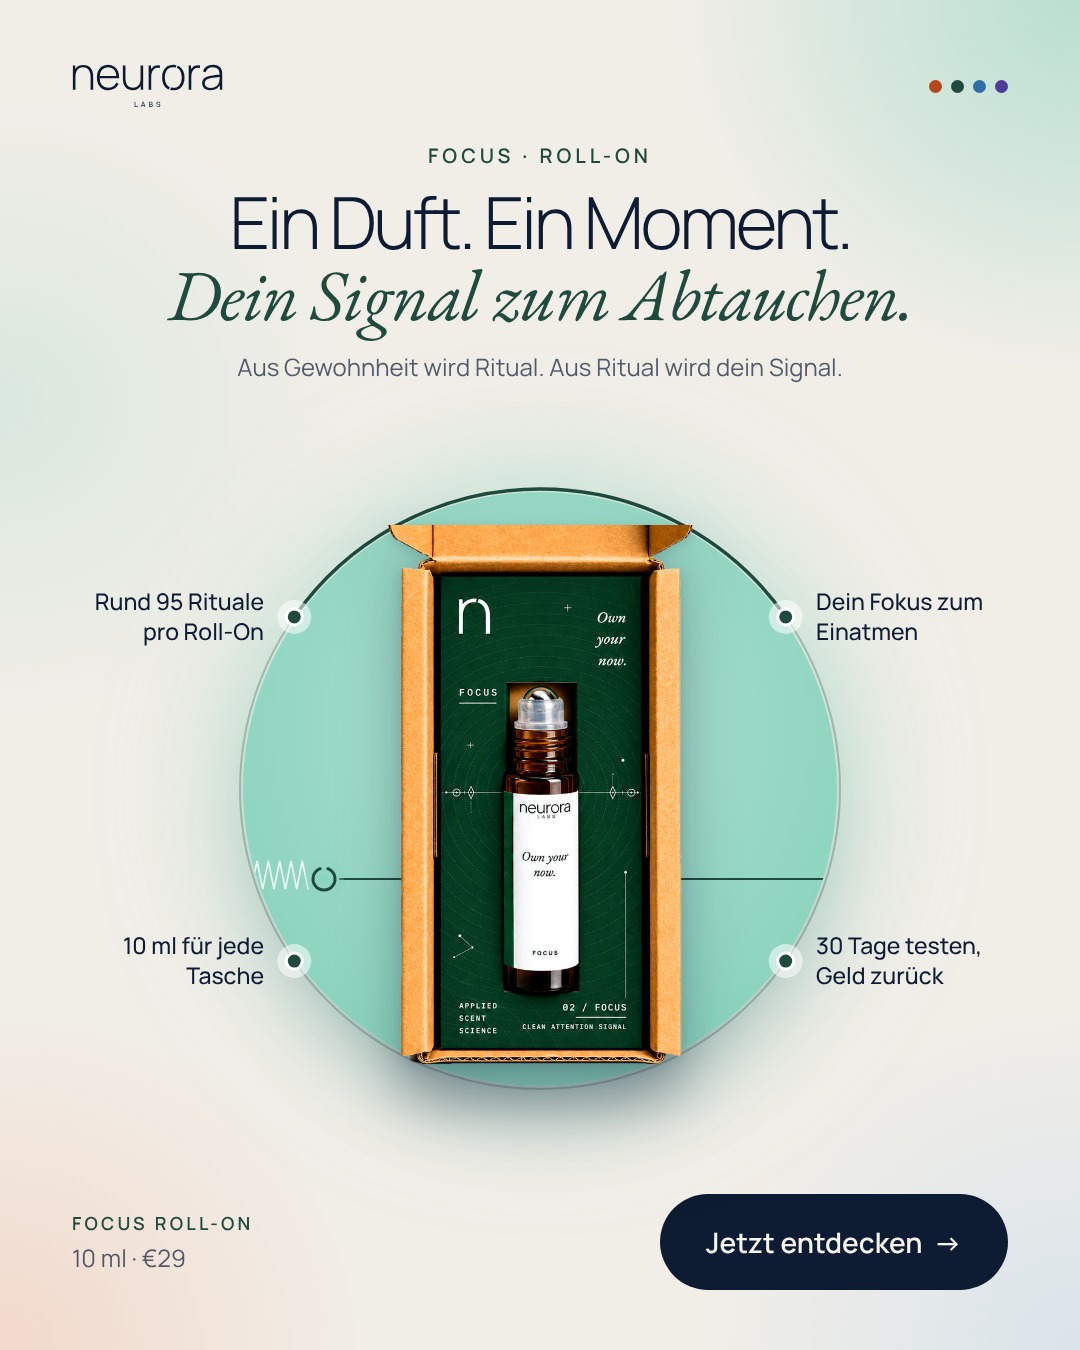 neurora
LABS
FOCUS · ROLL-ON
Ein Duft. Ein Moment.
Dein Signal zum Abtauchen.
Aus Gewohnheit wird Ritual. Aus Ritual wird dein Signal.
Rund 95 Rituale
pro Roll-On
Dein Fokus zum
Einatmen
n
Own
your
now.
FOCUS
neurora
LABS
Own your
now.
FOCUS
10 ml für jede
Tasche
30 Tage testen,
Geld zurück
APPLIED
SCENT
SCIENCE
02 / FOCUS
CLEAN ATTENTION SIGNAL
FOCUS ROLL-ON
10 ml · €29
Jetzt entdecken →